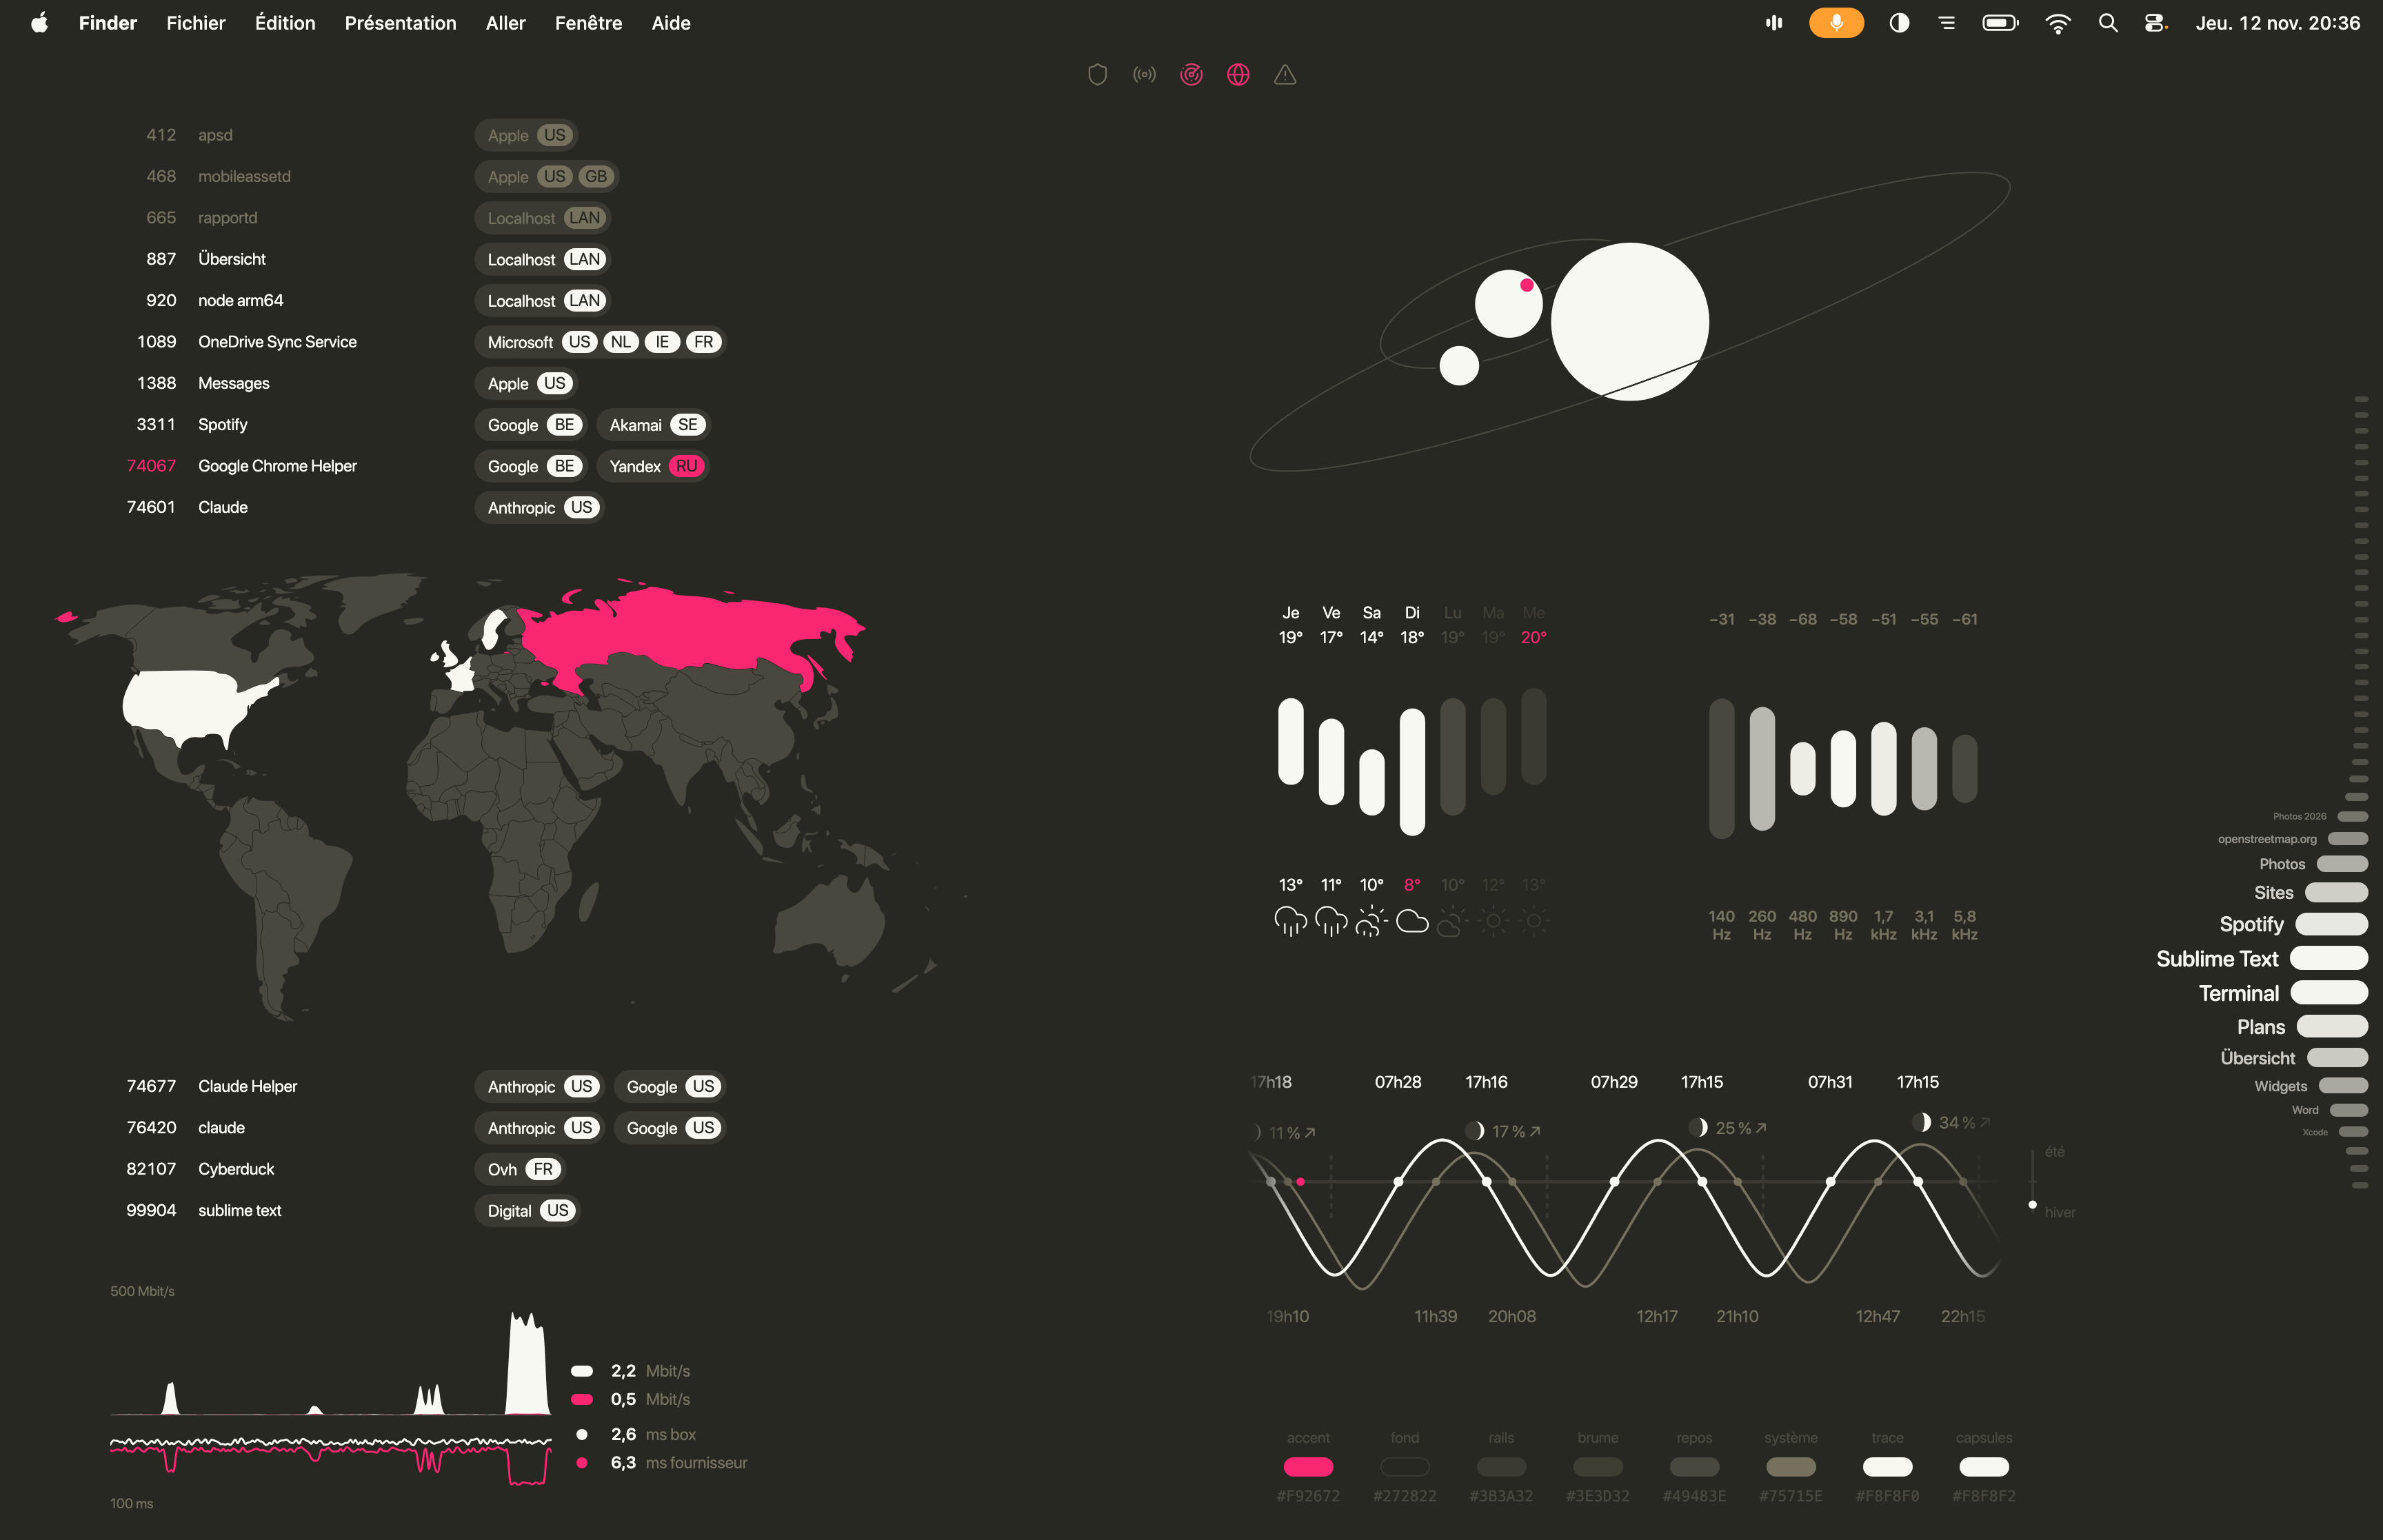 Finder Fichier Édition Présentation Aller Fenêtre Aide
Jeu. 12 nov. 20:36
412 apsd Apple US
468 mobileassetd Apple US GB
665 rapportd Localhost LAN
887 Übersicht Localhost LAN
920 node arm64 Localhost LAN
1089 OneDrive Sync Service Microsoft US NL IE FR
1388 Messages Apple US
3311 Spotify Google BE Akamai SE
74067 Google Chrome Helper Google BE Yandex RU
74601 Claude Anthropic US
74677 Claude Helper Anthropic US Google US
76420 claude Anthropic US Google US
82107 Cyberduck Ovh FR
99904 sublime text Digital US
500 Mbit/s
2,2 Mbit/s
0,5 Mbit/s
2,6 ms box
6,3 ms fournisseur
100 ms
Je Ve Sa Di Lu Ma Me
19° 17° 14° 18° 19° 19° 20°
13° 11° 10° 8° 10° 12° 13°
−31 −38 −68 −58 −51 −55 −61
140 260 480 890 1,7 3,1 5,8
Hz Hz Hz Hz kHz kHz kHz
17h18 07h28 17h16 07h29 17h15 07h31 17h15
11 % ↗ 17 % ↗ 25 % ↗ 34 % ↗
été
hiver
19h10 11h39 20h08 12h17 21h10 12h47 22h15
accent fond rails brume repos système trace capsules
#F92672 #272822 #3B3A32 #3E3D32 #49483E #75715E #F8F8F0 #F8F8F2
Photos 2026
openstreetmap.org
Photos
Sites
Spotify
Sublime Text
Terminal
Plans
Übersicht
Widgets
Word
Xcode